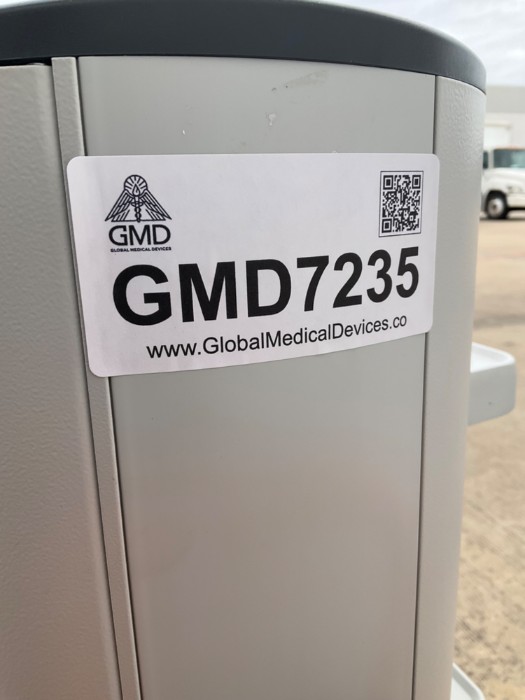 GMD
GLOBAL MEDICAL DEVICES
GMD7235
www.GlobalMedicalDevices.co